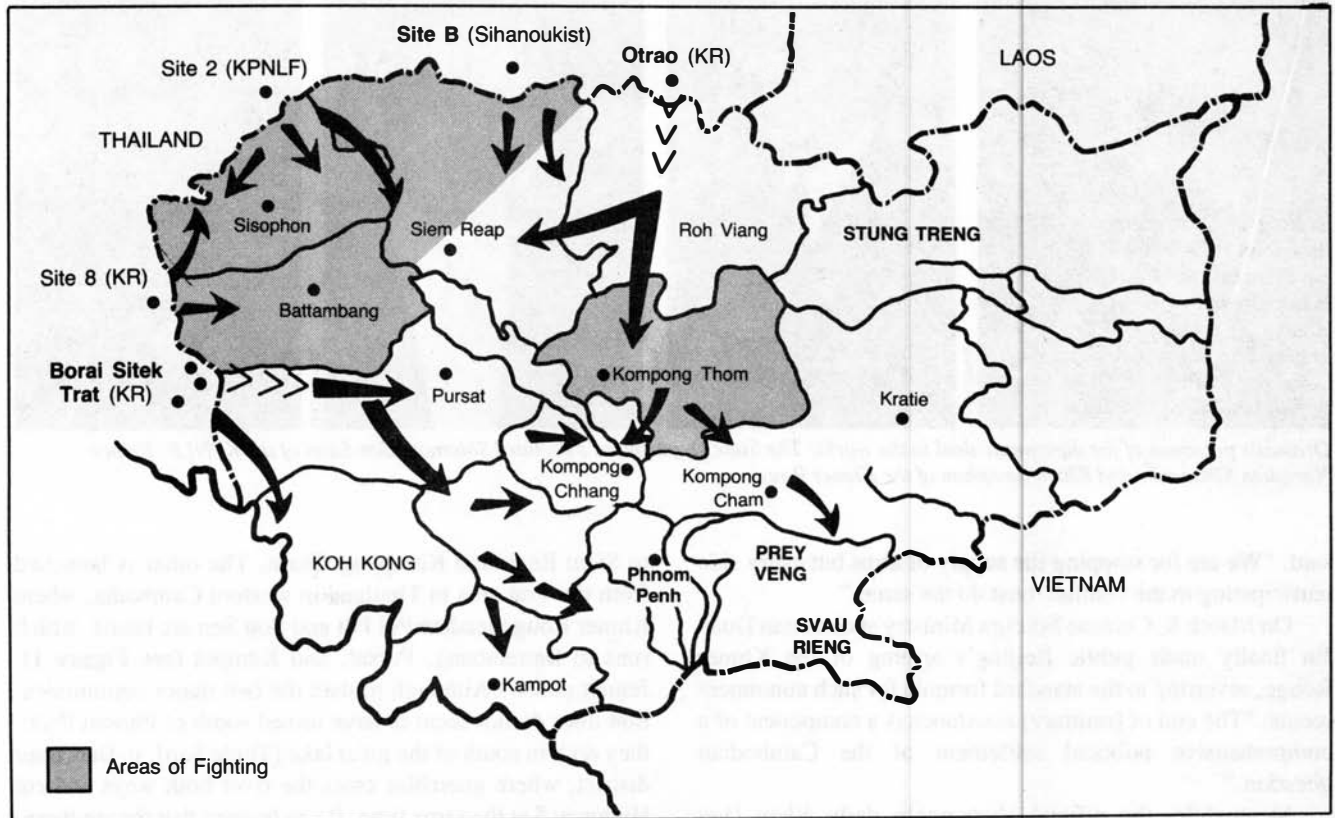 Site B (Sihanoukist)
Otrao (KR)
LAOS
Site 2 (KPNLF)
THAILAND
Sisophon
Siem Reap
Roh Viang
STUNG TRENG
Site 8 (KR)
Battambang
Borai Sitek
Trat (KR)
Pursat
Kompong Thom
Kratie
Kompong
Chhang
Kompong
Cham
KOH KONG
Phnom
Penh
PREY
VENG
VIETNAM
SVAU
RIENG
Kampot
Areas of Fighting